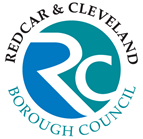 REDCAR & CLEVELAND
RC
BOROUGH COUNCIL